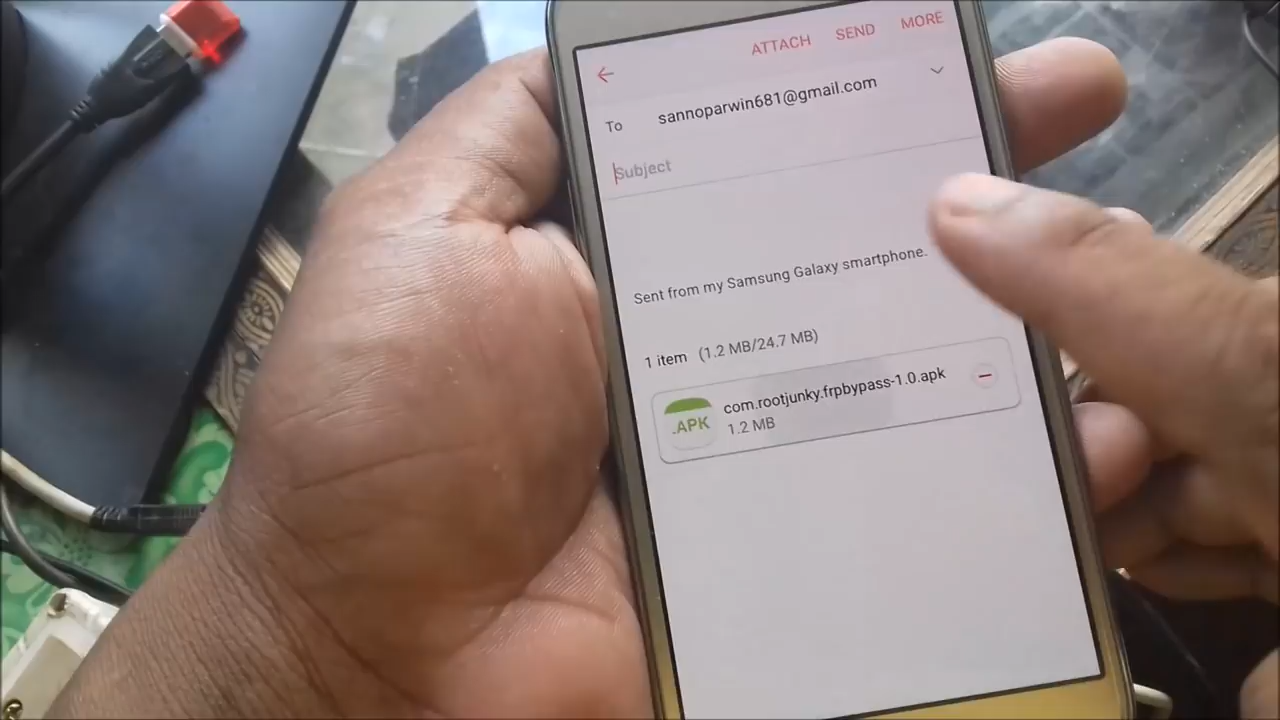 ATTACH SEND MORE
To sannoparwin681@gmail.com
Subject
Sent from my Samsung Galaxy smartphone.
1 item (1.2 MB/24.7 MB)
.APK com.rootjunky.frpbypass-1.0.apk
1.2 MB